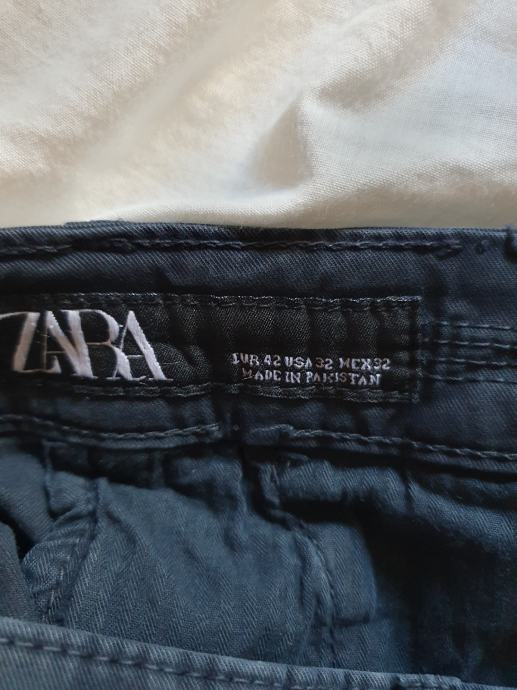 ZARA
EUR 42 USA 32 MEX 32
MADE IN PAKISTAN